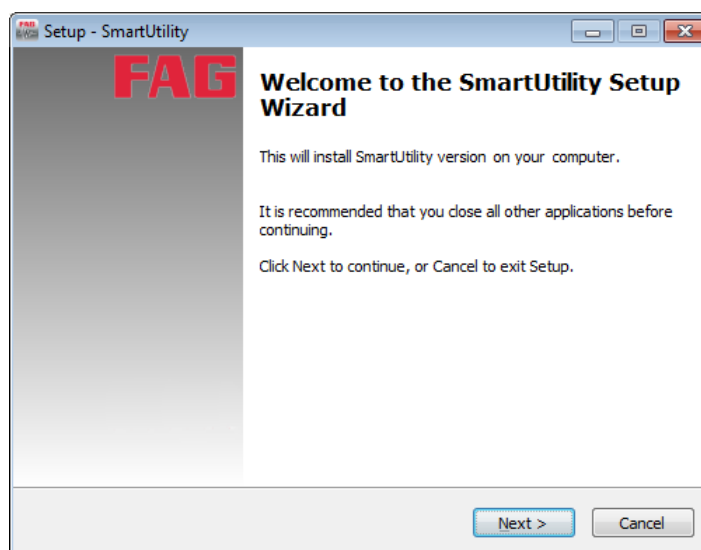 Setup - SmartUtility
FAG
Welcome to the SmartUtility Setup
Wizard
This will install SmartUtility version on your computer.
It is recommended that you close all other applications before
continuing.
Click Next to continue, or Cancel to exit Setup.
Next >
Cancel